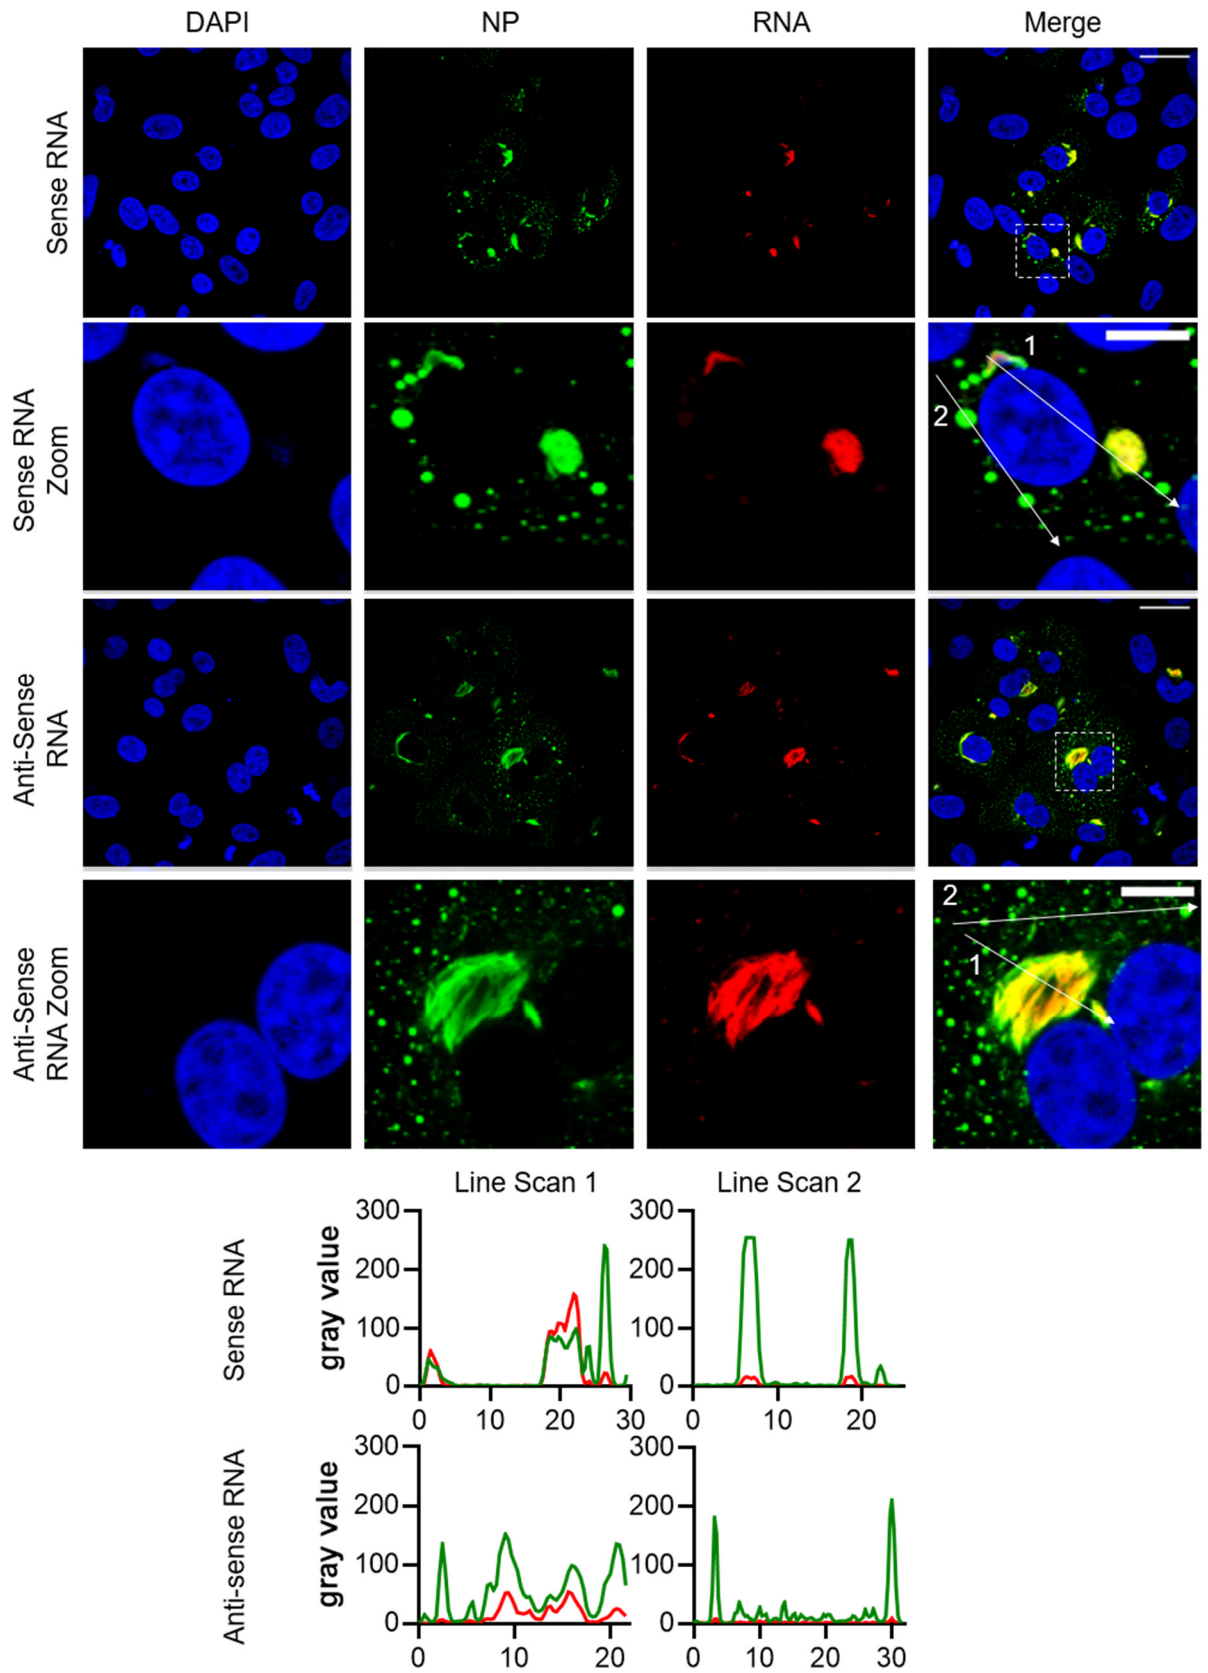 DAPI NP RNA Merge
Sense RNA
Sense RNA
Zoom
1
2
Anti-Sense
RNA
Anti-Sense
RNA Zoom
2
1
Line Scan 1 Line Scan 2
Sense RNA
gray value
300
200
100
0
0 10 20 30
300
200
100
0
0 10 20
Anti-sense RNA
gray value
300
200
100
0
0 10 20
300
200
100
0
0 10 20 30